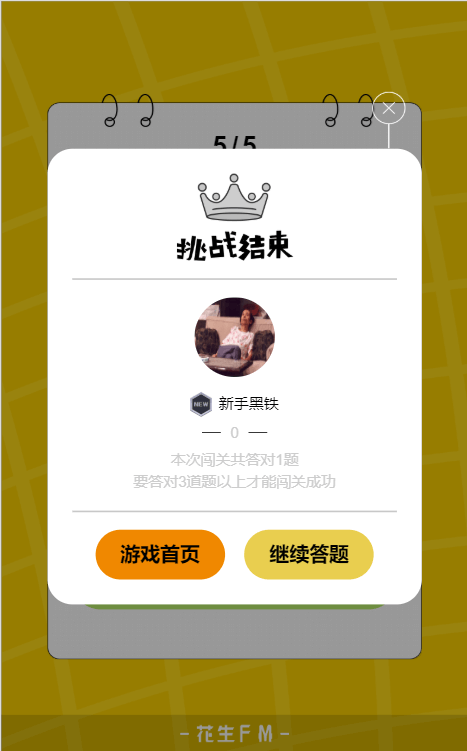 5/5
挑战结束
NEW 新手黑铁
— 0 —
本次闯关共答对1题
要答对3道题以上才能闯关成功
游戏首页 继续答题
- 花生FM -